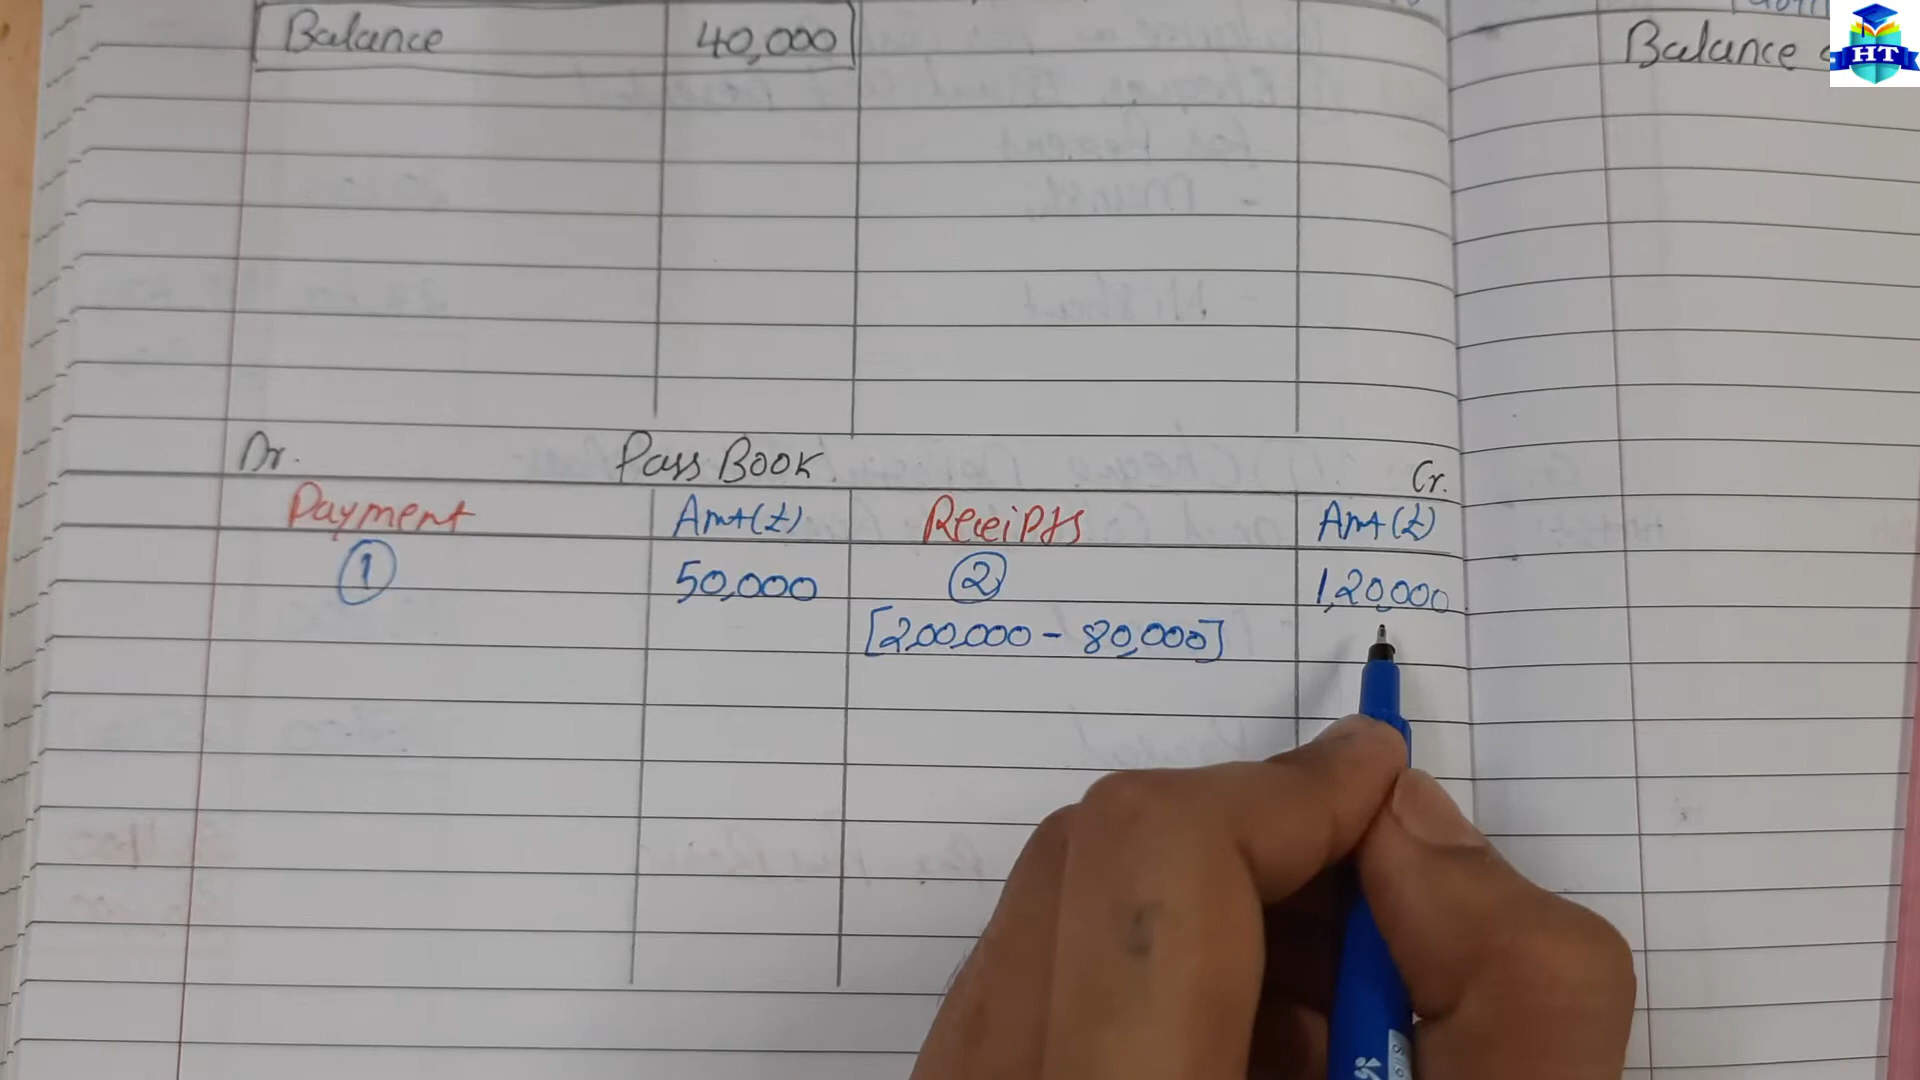 Balance 40,000
Balance
HT
Dr. Pass Book Cr.
Payment Amt(₹) Receipts Amt(₹)
① 50,000 ② 1,20,000
[2,00,000 - 80,000]